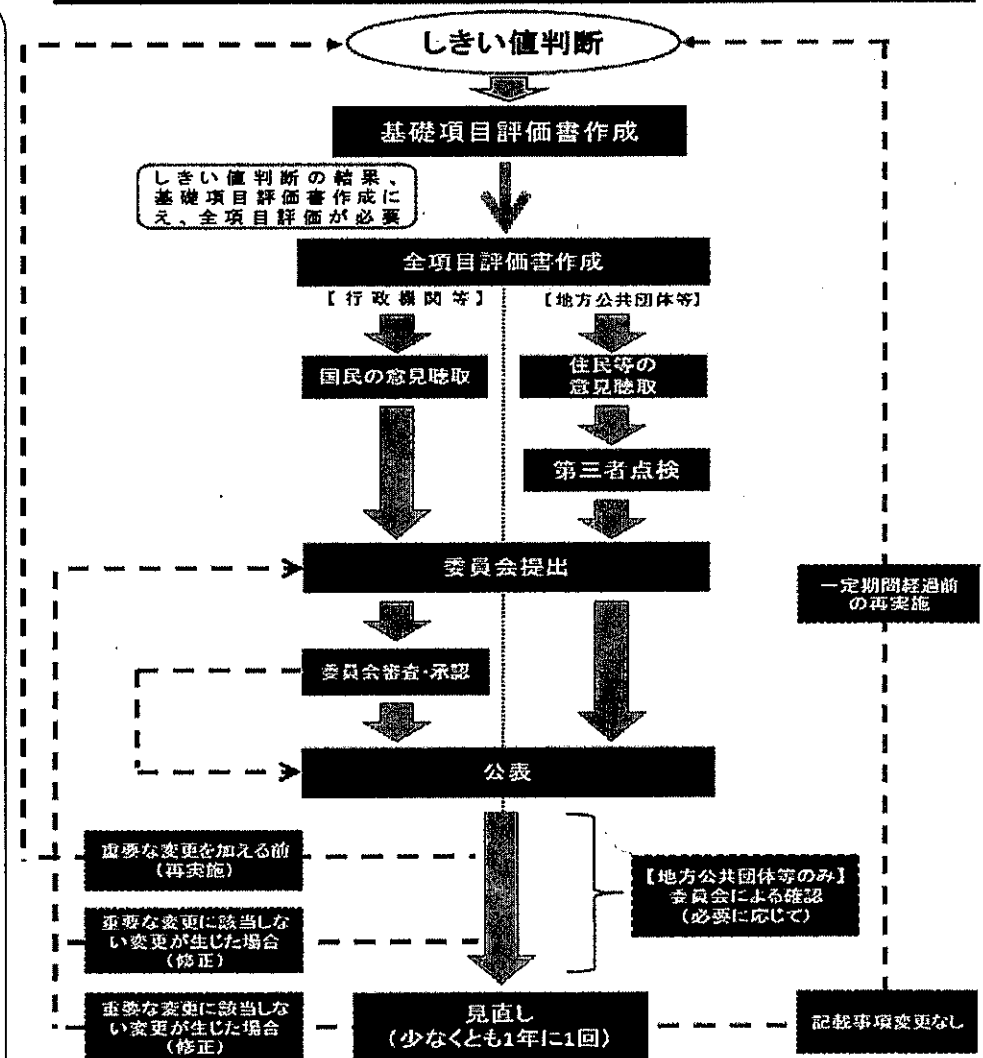 しきい値判断
基礎項目評価書作成
しきい値判断の結果、
基礎項目評価書作成に
え、全項目評価が必要
全項目評価書作成
【行政機関等】
【地方公共団体等】
国民の意見聴取
住民等の
意見聴取
第三者点検
委員会提出
一定期間経過前
の再実施
委員会審査・承認
公表
重要な変更を加える前
(再実施)
【地方公共団体等のみ】
委員会による確認
(必要に応じて)
重要な変更に該当しな
い変更が生じた場合
(修正)
重要な変更に該当しな
い変更が生じた場合
(修正)
見直し
(少なくとも1年に1回)
記載事項変更なし